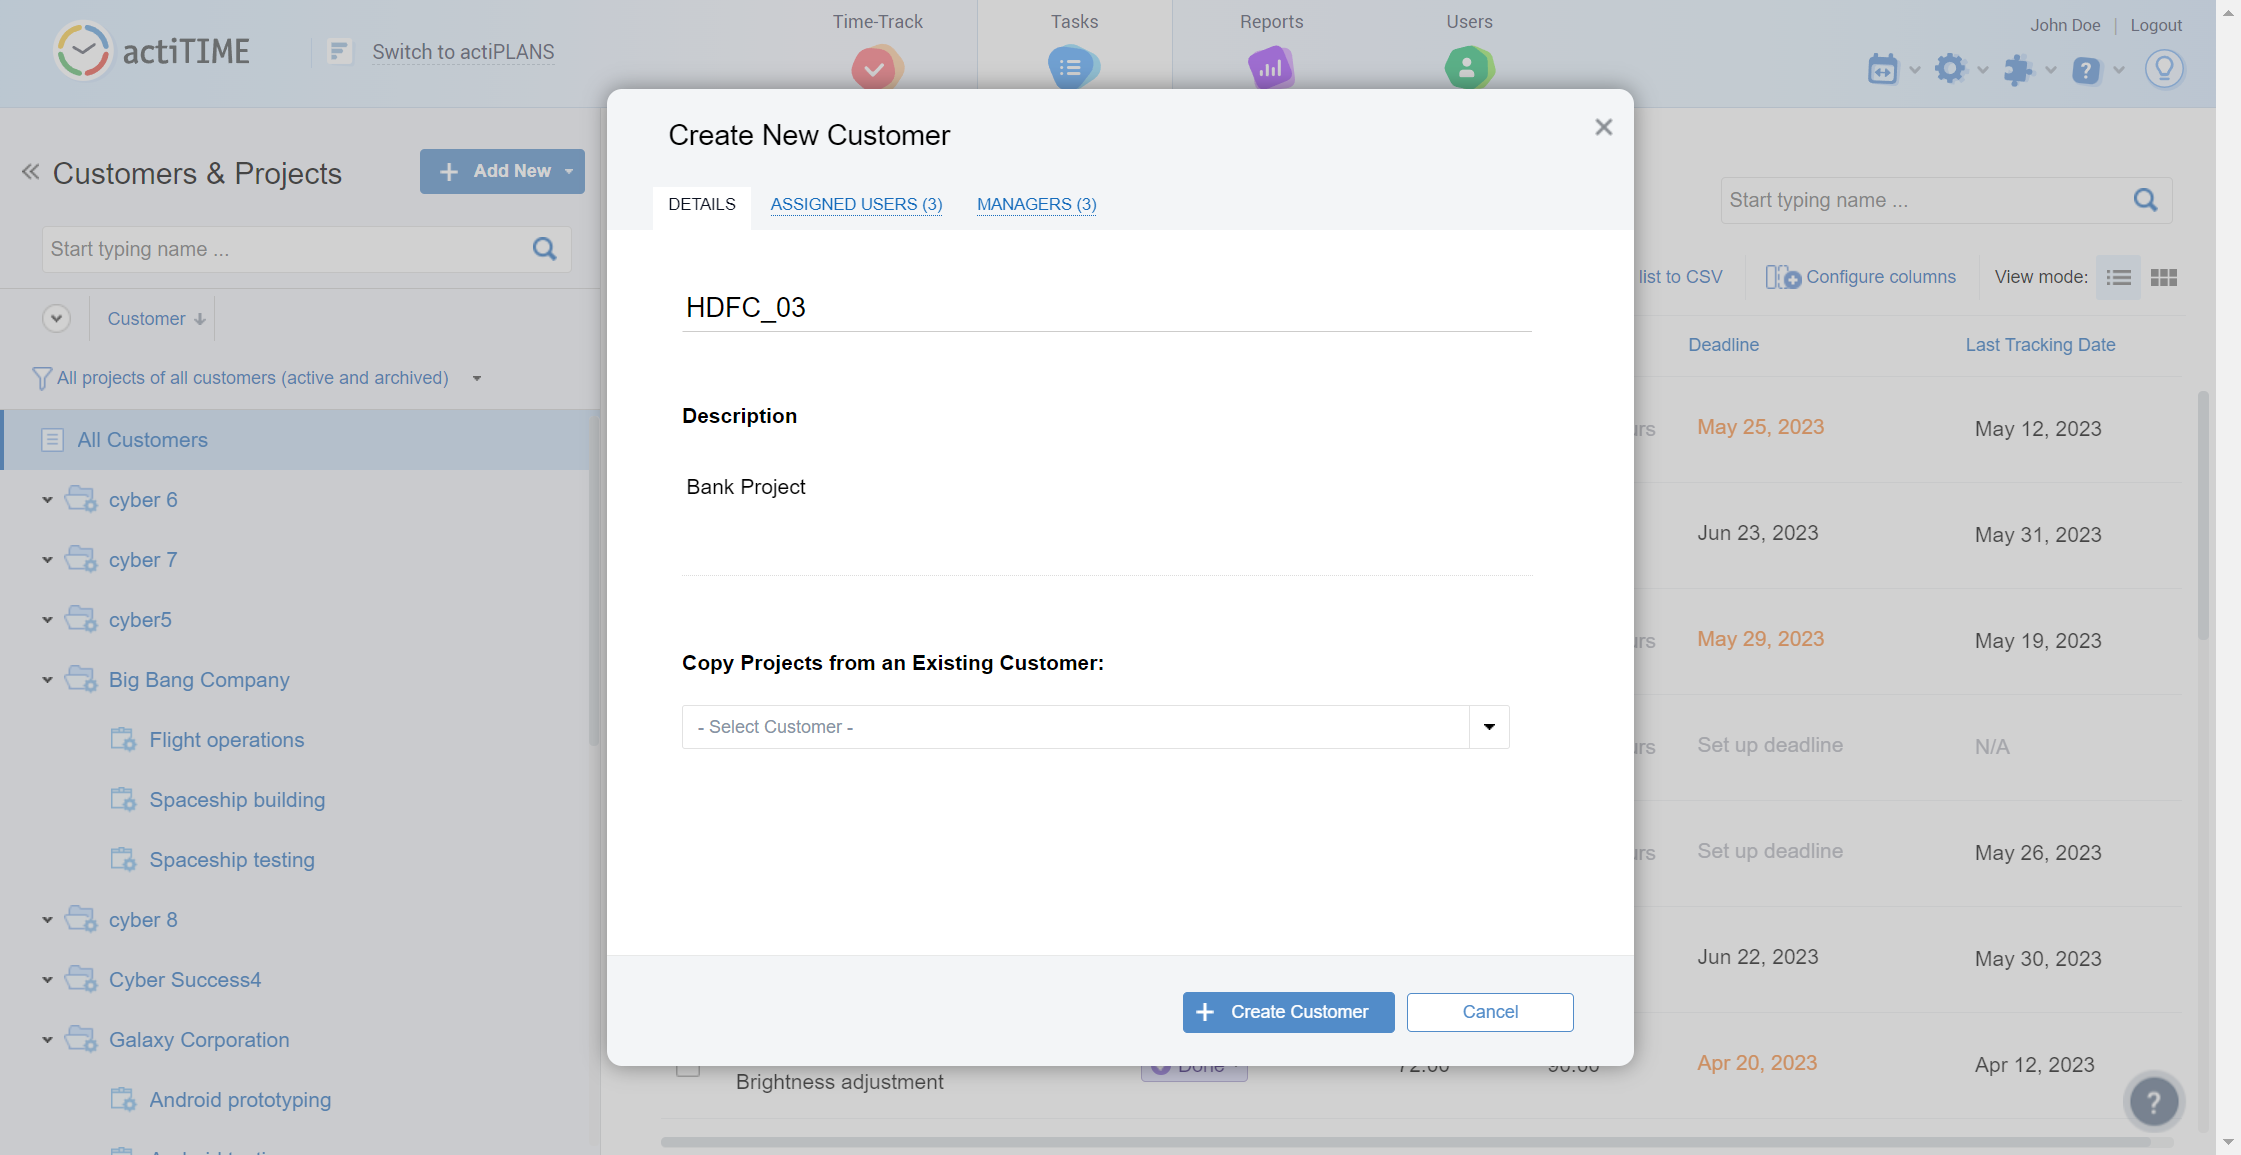 actiTIME
Switch to actiPLANS
Time-Track
Tasks
Reports
Users
John Doe
Logout
Customers & Projects
Add New
Start typing name ...
Customer
All projects of all customers (active and archived)
All Customers
cyber 6
cyber 7
cyber5
Big Bang Company
Flight operations
Spaceship building
Spaceship testing
cyber 8
Cyber Success4
Galaxy Corporation
Android prototyping
Create New Customer
DETAILS
ASSIGNED USERS (3)
MANAGERS (3)
HDFC_03
Description
Bank Project
Copy Projects from an Existing Customer:
- Select Customer -
Create Customer
Cancel
Start typing name ...
list to CSV
Configure columns
View mode:
Deadline
Last Tracking Date
May 25, 2023
May 12, 2023
Jun 23, 2023
May 31, 2023
May 29, 2023
May 19, 2023
Set up deadline
N/A
Set up deadline
May 26, 2023
Jun 22, 2023
May 30, 2023
Brightness adjustment
Apr 20, 2023
Apr 12, 2023
?